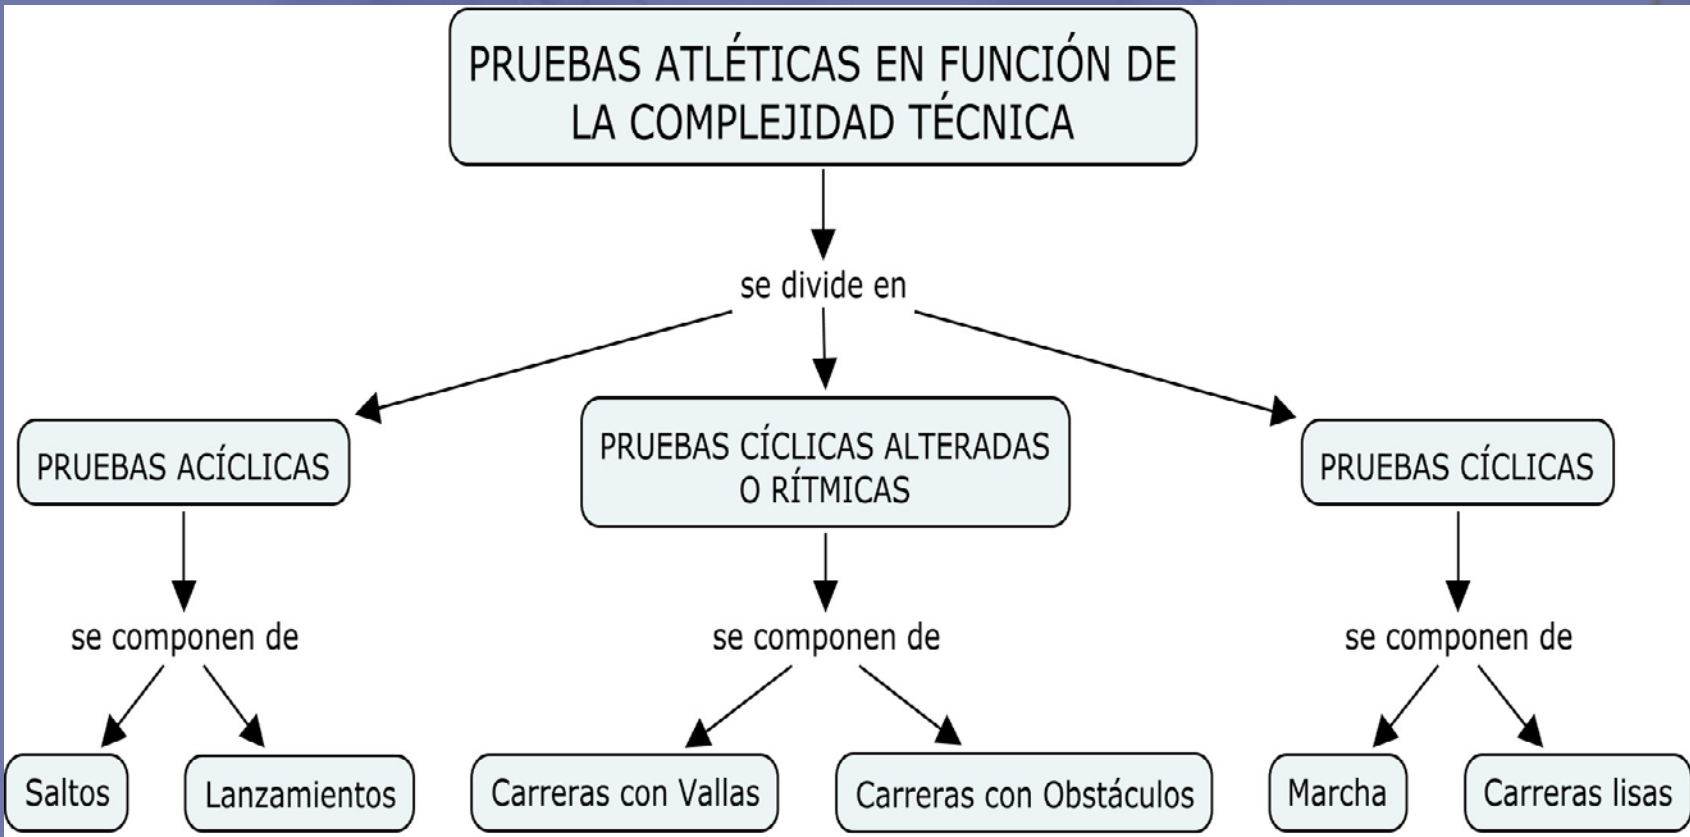 PRUEBAS ATLÉTICAS EN FUNCIÓN DE
LA COMPLEJIDAD TÉCNICA
se divide en
PRUEBAS ACÍCLICAS
PRUEBAS CÍCLICAS ALTERADAS
O RÍTMICAS
PRUEBAS CÍCLICAS
se componen de
se componen de
se componen de
Saltos
Lanzamientos
Carreras con Vallas
Carreras con Obstáculos
Marcha
Carreras lisas